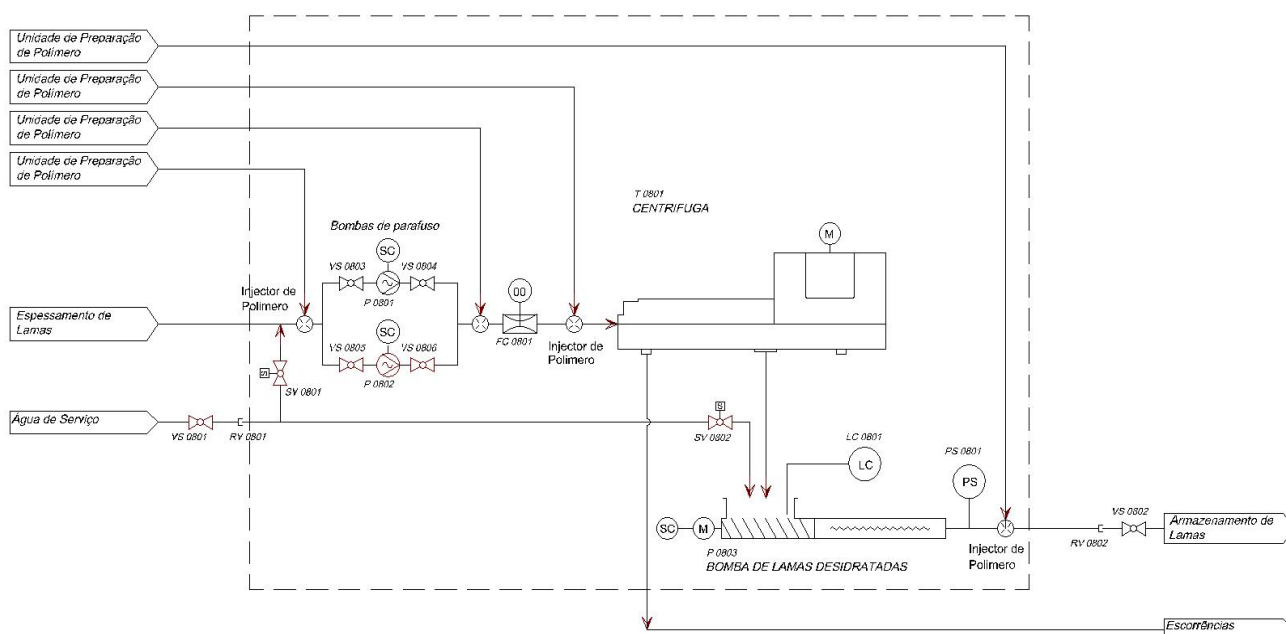 Unidade de Preparação
de Polímero
Unidade de Preparação
de Polímero
Unidade de Preparação
de Polímero
Unidade de Preparação
de Polímero
T 0801
CENTRIFUGA
M
Bombas de parafuso
SC
VS 0803
VS 0804
P 0801
Injector de
Polimero
00
Espessamento de
Lamas
SC
VS 0805
VS 0806
P 0802
FC 0801
Injector de
Polimero
S
SV 0801
Água de Serviço
VS 0801
RV 0801
S
SV 0802
LC 0801
LC
PS 0801
PS
SC
M
P 0803
BOMBA DE LAMAS DESIDRATADAS
Injector de
Polimero
VS 0802
RV 0802
Armazenamento de
Lamas
Escorrências